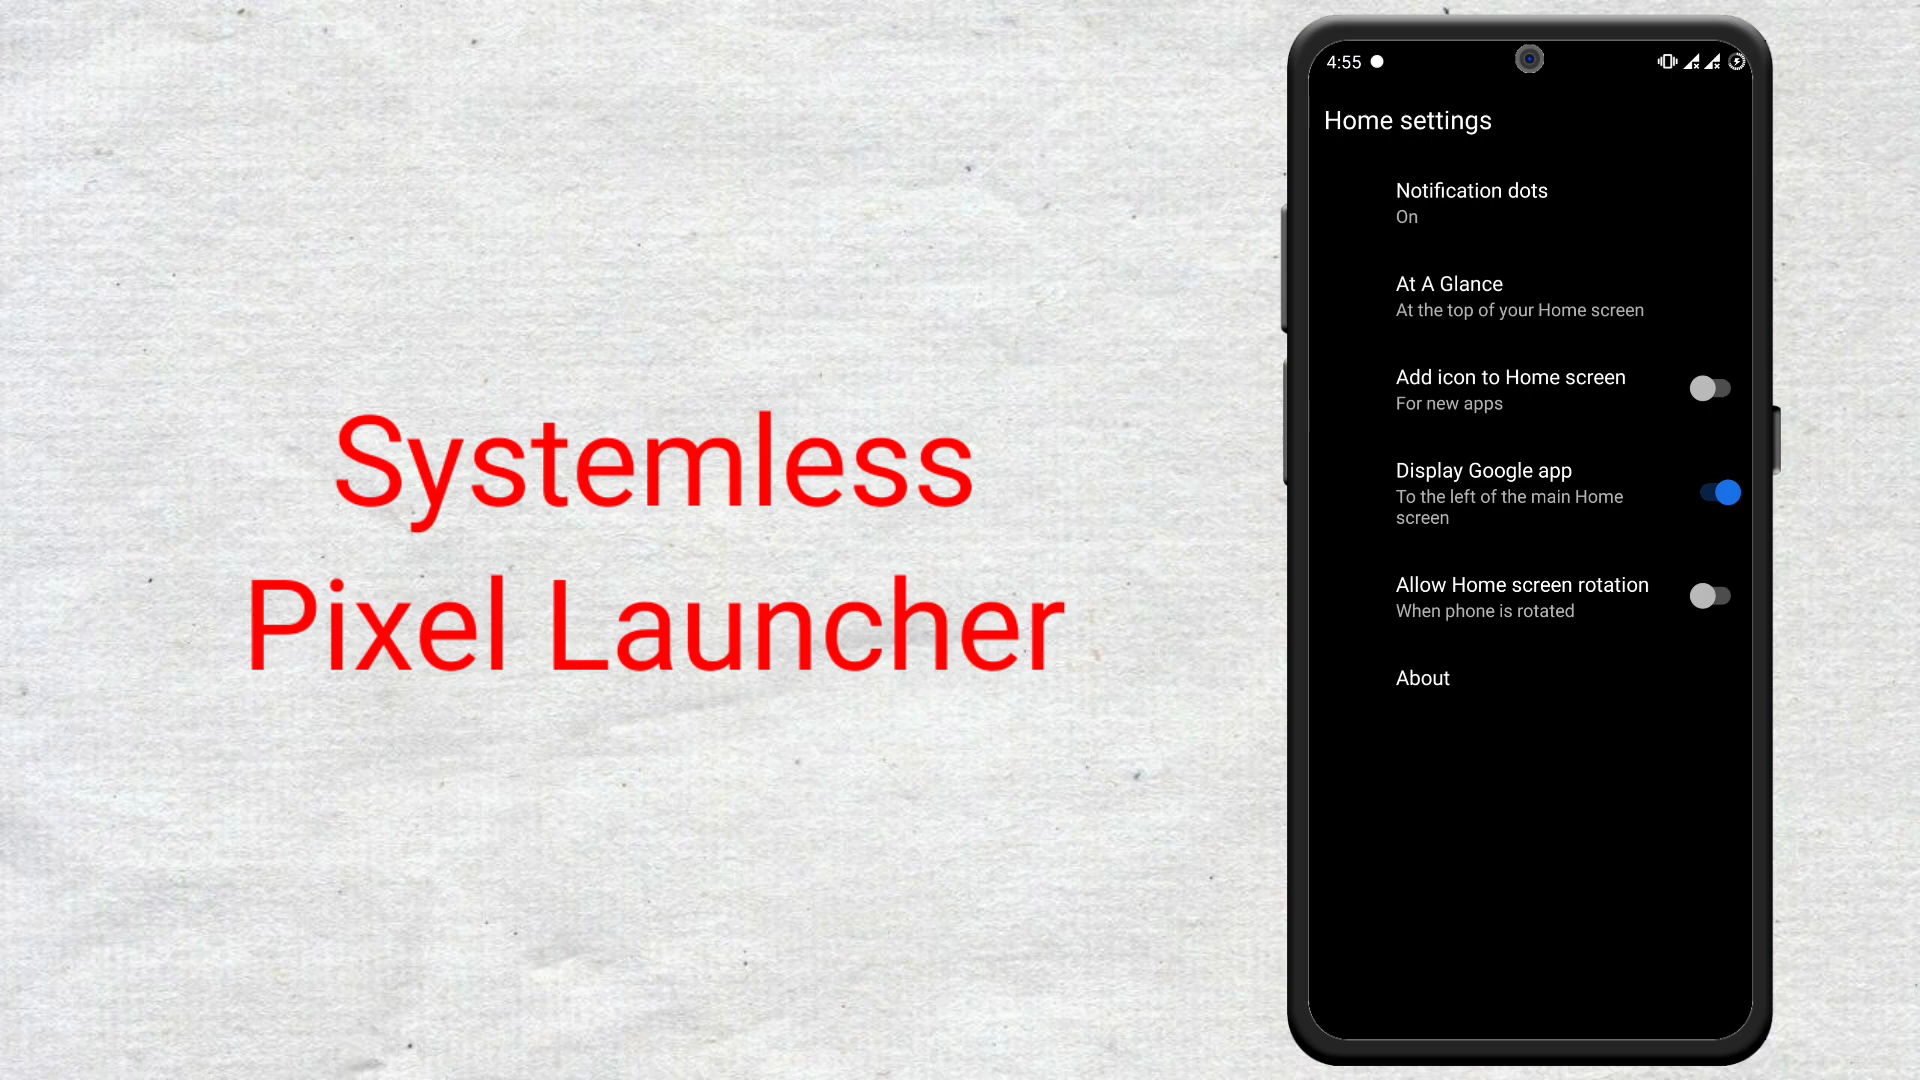 Systemless
Pixel Launcher
4:55
Home settings
Notification dots
On
At A Glance
At the top of your Home screen
Add icon to Home screen
For new apps
Display Google app
To the left of the main Home
screen
Allow Home screen rotation
When phone is rotated
About